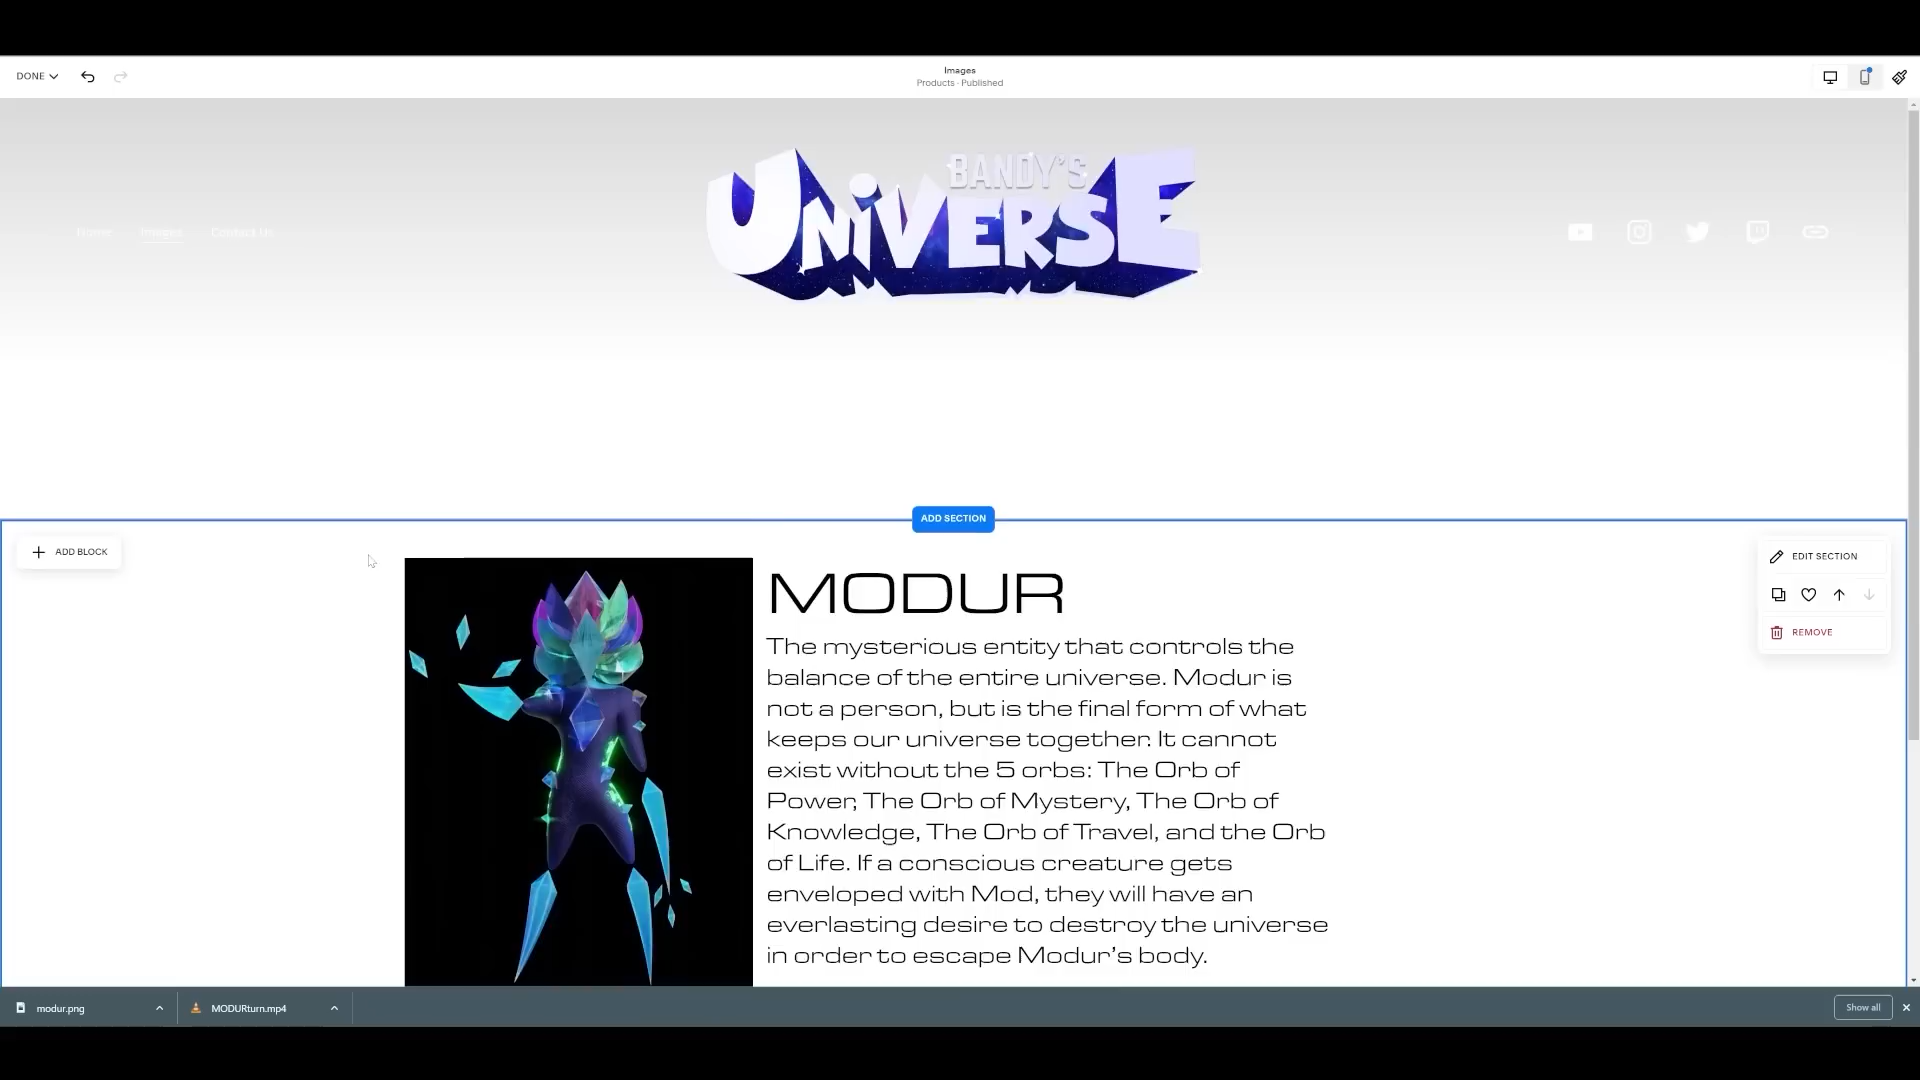 DONE
Images
Products · Published
BANDY'S
UNiVERSE
Home
Images
Contact Us
ADD SECTION
ADD BLOCK
EDIT SECTION
REMOVE
MODUR
The mysterious entity that controls the
balance of the entire universe. Modur is
not a person, but is the final form of what
keeps our universe together. It cannot
exist without the 5 orbs: The Orb of
Power, The Orb of Mystery, The Orb of
Knowledge, The Orb of Travel, and the Orb
of Life. If a conscious creature gets
enveloped with Mod, they will have an
everlasting desire to destroy the universe
in order to escape Modur's body.
modur.png
MODURturn.mp4
Show all